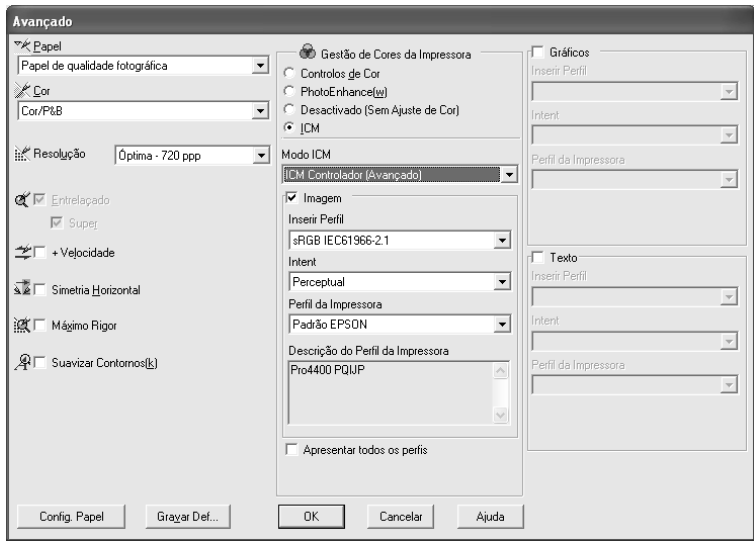 Avançado
Papel
Papel de qualidade fotográfica
Cor
Cor/P&B
Resolução
Óptima - 720 ppp
Entrelaçado
Super
+ Velocidade
Simetria Horizontal
Máximo Rigor
Suavizar Contornos(k)
Gestão de Cores da Impressora
Controlos de Cor
PhotoEnhance(w)
Desactivado (Sem Ajuste de Cor)
ICM
Modo ICM
ICM Controlador (Avançado)
Imagem
Inserir Perfil
sRGB IEC61966-2.1
Intent
Perceptual
Perfil da Impressora
Padrão EPSON
Descrição do Perfil da Impressora
Pro4400 PQIJP
Apresentar todos os perfis
Gráficos
Inserir Perfil
Intent
Perfil da Impressora
Texto
Inserir Perfil
Intent
Perfil da Impressora
Config. Papel
Gravar Def...
OK
Cancelar
Ajuda